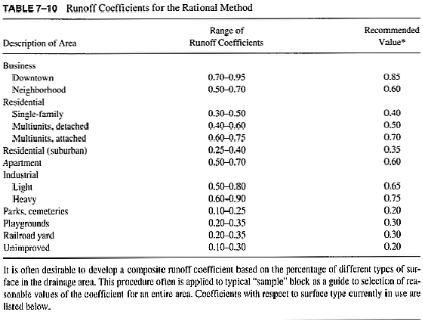 TABLE 7–10 Runoff Coefficients for the Rational Method
Range of Recommended
Description of Area Runoff Coefficients Value*
Business
Downtown 0.70–0.95 0.85
Neighborhood 0.50–0.70 0.60
Residential
Single-family 0.30–0.50 0.40
Multiunits, detached 0.40–0.60 0.50
Multiunits, attached 0.60–0.75 0.70
Residential (suburban) 0.25–0.40 0.35
Apartment 0.50–0.70 0.60
Industrial
Light 0.50–0.80 0.65
Heavy 0.60–0.90 0.75
Parks, cemeteries 0.10–0.25 0.20
Playgrounds 0.20–0.35 0.30
Railroad yard 0.20–0.35 0.30
Unimproved 0.10–0.30 0.20
It is often desirable to develop a composite runoff coefficient based on the percentage of different types of sur-
face in the drainage area. This procedure often is applied to typical “sample” block as a guide to selection of rea-
sonable values of the coefficient for an entire area. Coefficients with respect to surface type currently in use are
listed below.